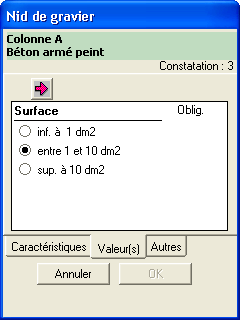 Nid de gravier
Colonne A
Béton armé peint
Constatation : 3
Surface Oblig.
inf. à 1 dm2
entre 1 et 10 dm2
sup. à 10 dm2
Caractéristiques Valeur(s) Autres
Annuler OK